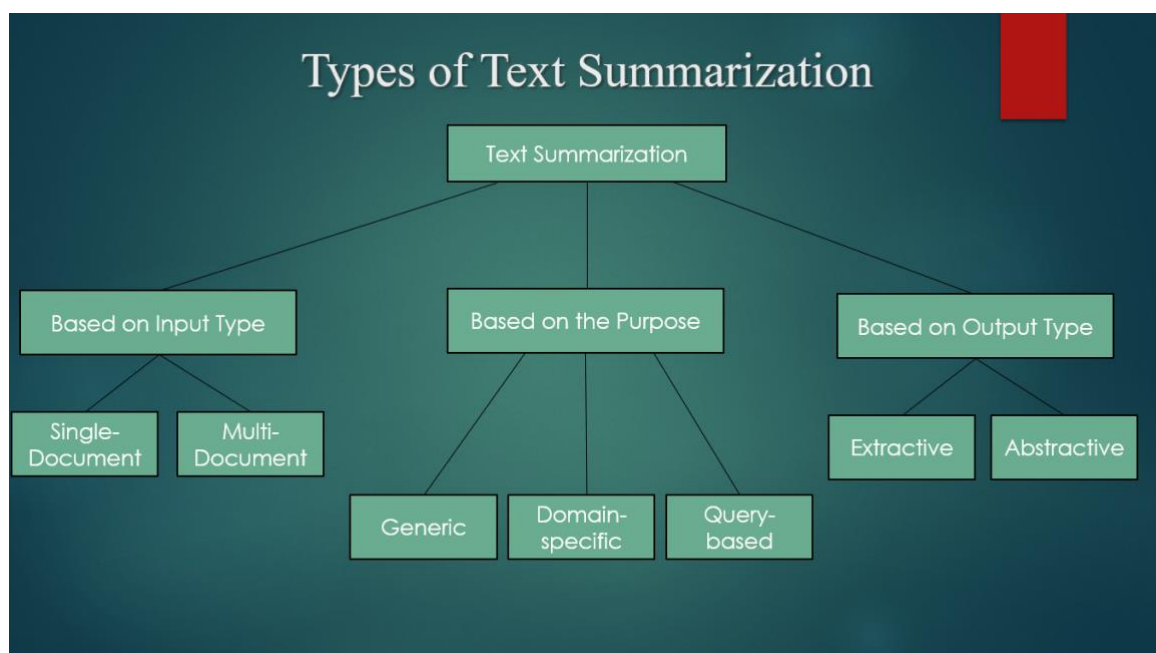 Types of Text Summarization
Text Summarization
Based on Input Type
Based on the Purpose
Based on Output Type
Single-
Document
Multi-
Document
Extractive
Abstractive
Generic
Domain-
specific
Query-
based